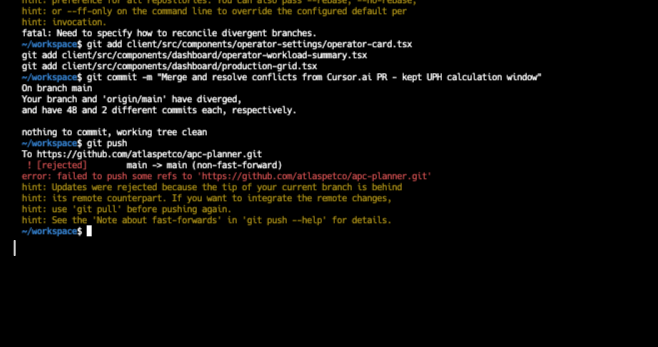 hint: preference for all repositories. You can also pass --rebase, --no-rebase,
hint: or --ff-only on the command line to override the configured default per
hint: invocation.
fatal: Need to specify how to reconcile divergent branches.
~/workspace$ git add client/src/components/operator-settings/operator-card.tsx
git add client/src/components/dashboard/operator-workload-summary.tsx
git add client/src/components/dashboard/production-grid.tsx
~/workspace$ git commit -m "Merge and resolve conflicts from Cursor.ai PR - kept UPH calculation window"
On branch main
Your branch and 'origin/main' have diverged,
and have 48 and 2 different commits each, respectively.
nothing to commit, working tree clean
~/workspace$ git push
To https://github.com/atlaspetco/apc-planner.git
! [rejected] main -> main (non-fast-forward)
error: failed to push some refs to 'https://github.com/atlaspetco/apc-planner.git'
hint: Updates were rejected because the tip of your current branch is behind
hint: its remote counterpart. If you want to integrate the remote changes,
hint: use 'git pull' before pushing again.
hint: See the 'Note about fast-forwards' in 'git push --help' for details.
~/workspace$